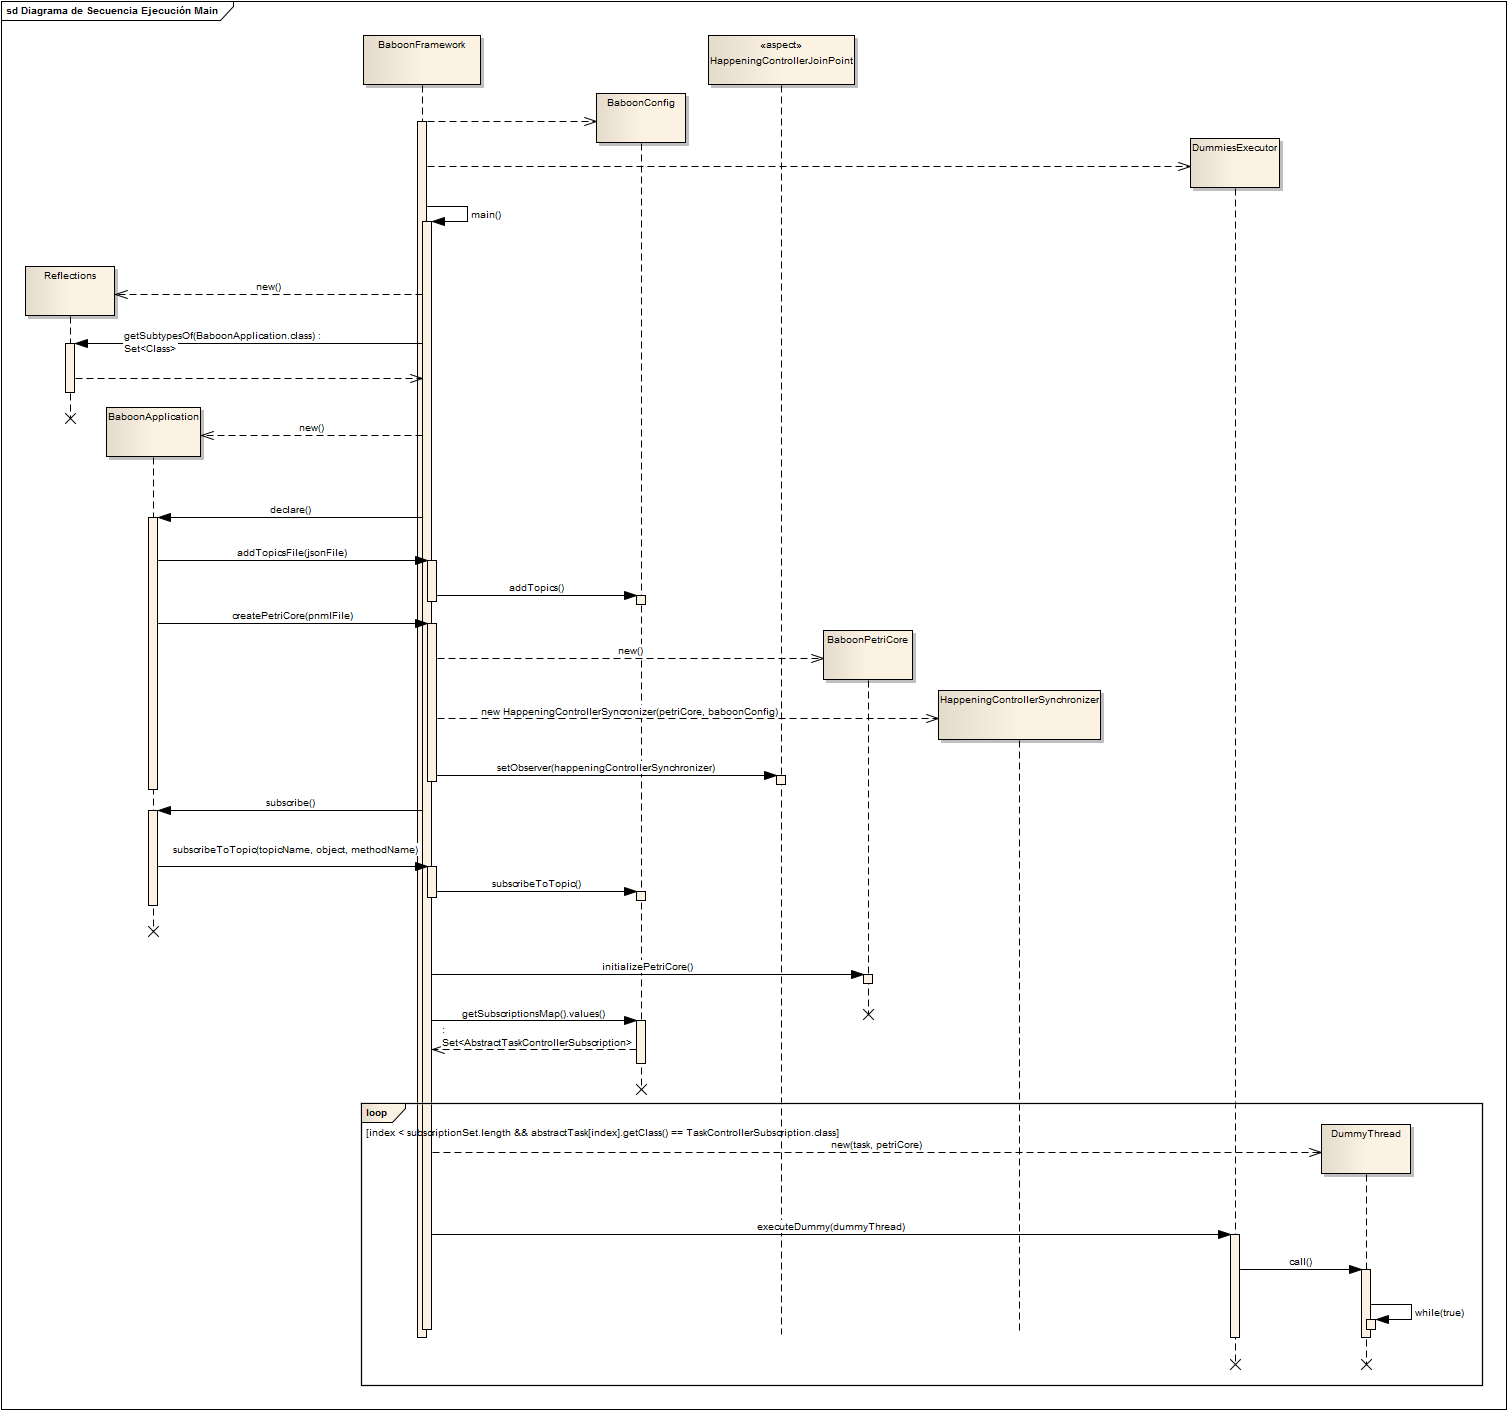 sd Diagrama de Secuencia Ejecución Main
BaboonFramework
«aspect»
HappeningControllerJoinPoint
BaboonConfig
DummiesExecutor
main()
Reflections
new()
getSubtypesOf(BaboonApplication.class) :
Set<Class>
BaboonApplication
new()
declare()
addTopicsFile(jsonFile)
addTopics()
createPetriCore(pnmlFile)
BaboonPetriCore
new()
HappeningControllerSynchronizer
new HappeningControllerSyncronizer(petriCore, baboonConfig)
setObserver(happeningControllerSynchronizer)
subscribe()
subscribeToTopic(topicName, object, methodName)
subscribeToTopic()
initializePetriCore()
getSubscriptionsMap().values()
:
Set<AbstractTaskControllerSubscription>
loop
[index < subscriptionSet.length && abstractTask[index].getClass() == TaskControllerSubscription.class]
DummyThread
new(task, petriCore)
executeDummy(dummyThread)
call()
while(true)